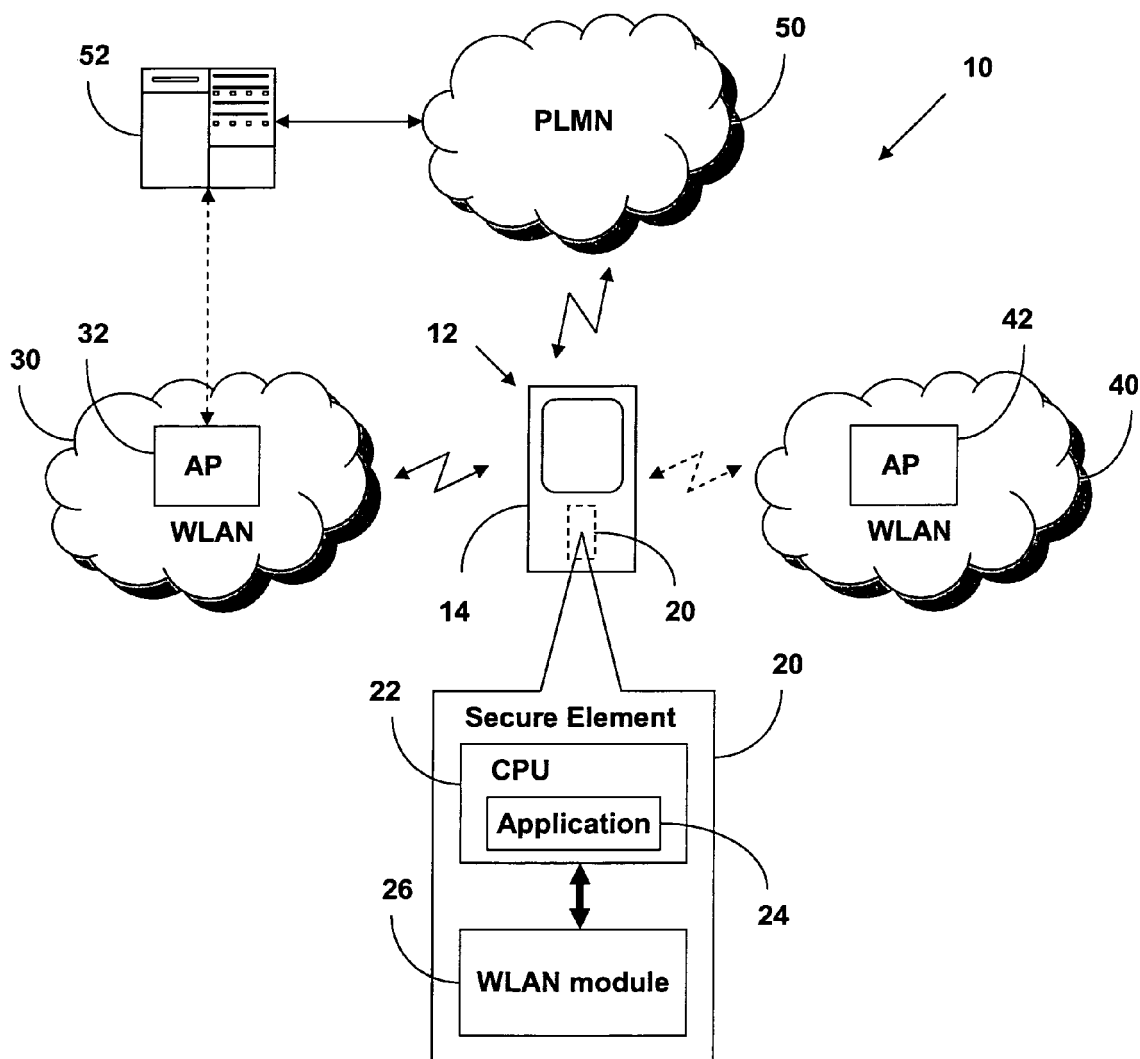 50
52
10
PLMN
32
12
42
30
40
AP
AP
WLAN
WLAN
14
20
22
20
Secure Element
CPU
Application
26
24
WLAN module